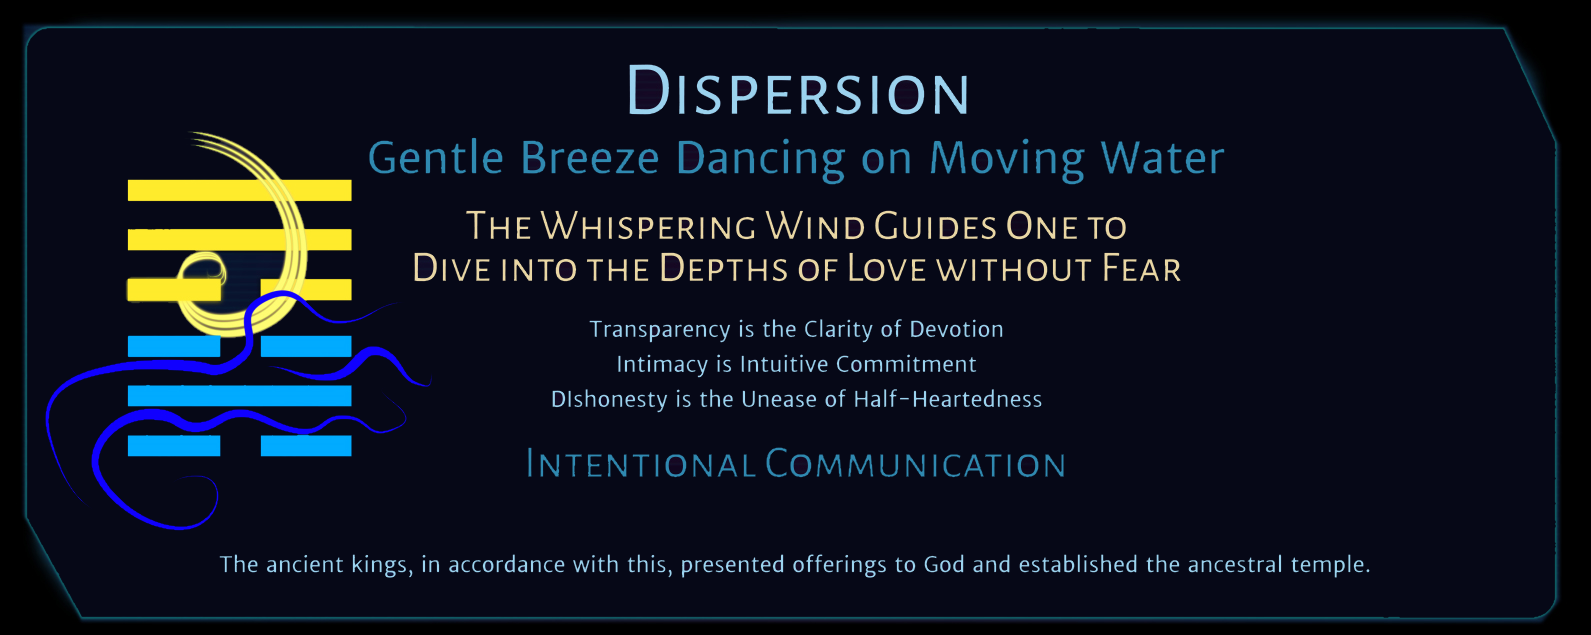 Dispersion
Gentle Breeze Dancing on Moving Water
The Whispering Wind Guides One to
Dive into the Depths of Love without Fear
Transparency is the Clarity of Devotion
Intimacy is Intuitive Commitment
DIshonesty is the Unease of Half-Heartedness
Intentional Communication
The ancient kings, in accordance with this, presented offerings to God and established the ancestral temple.